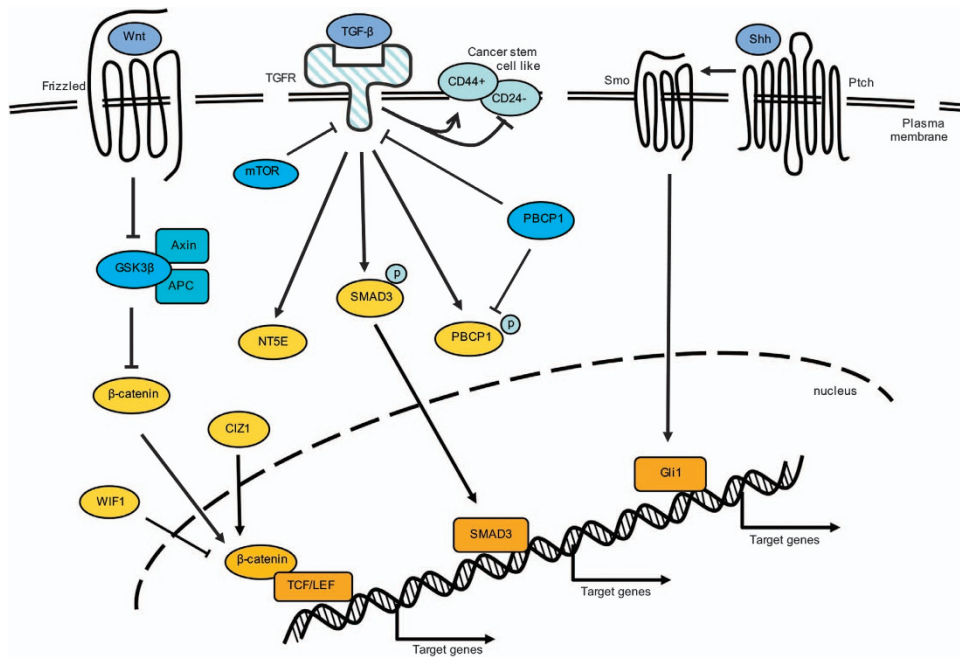 Wnt
TGF-β
Shh
Cancer stem
cell like
Frizzled
TGFR
CD44+
CD24-
Smo
Ptch
Plasma
membrane
mTOR
PBCP1
Axin
GSK3β
APC
P
SMAD3
NT5E
PBCP1
P
nucleus
β-catenin
CIZ1
WIF1
Gli1
SMAD3
β-catenin
TCF/LEF
Target genes
Target genes
Target genes